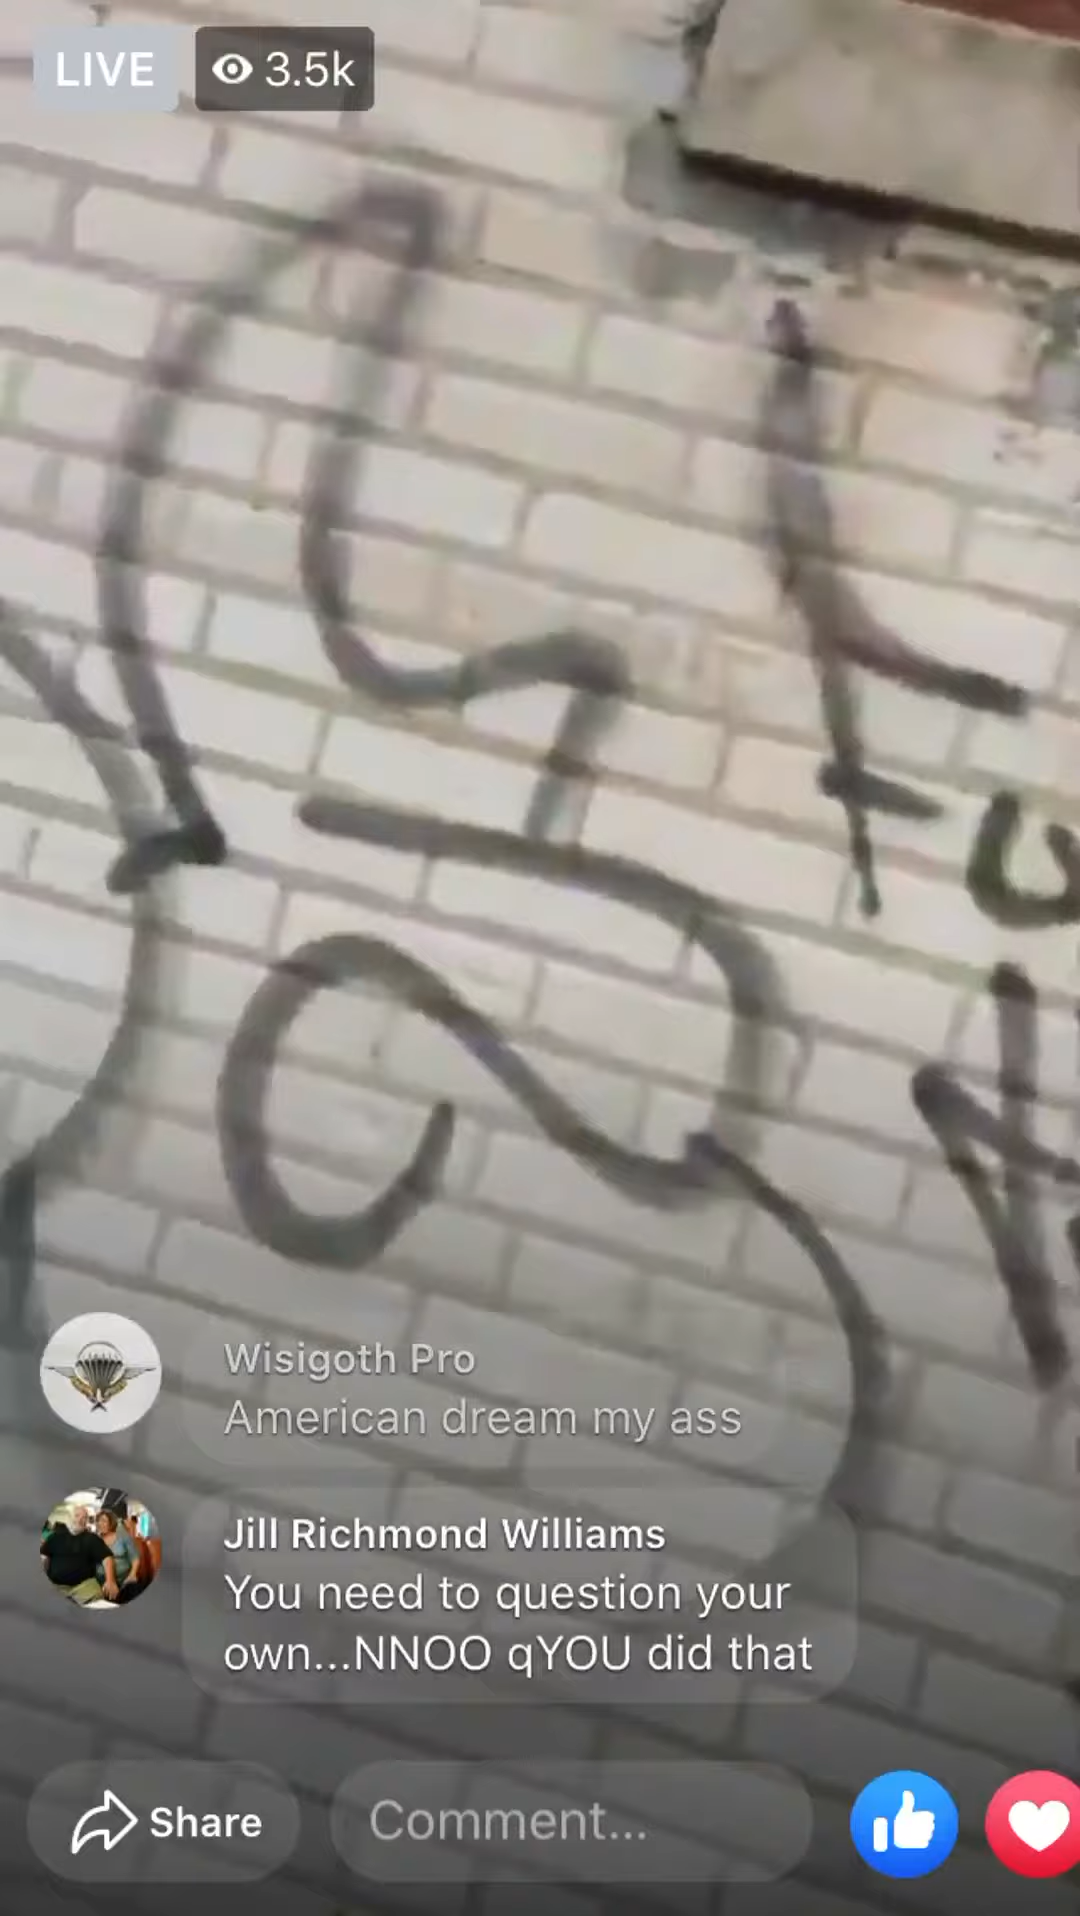 LIVE
3.5k
Wisigoth Pro
American dream my ass
Jill Richmond Williams
You need to question your
own...NNOO qYOU did that
Share
Comment...